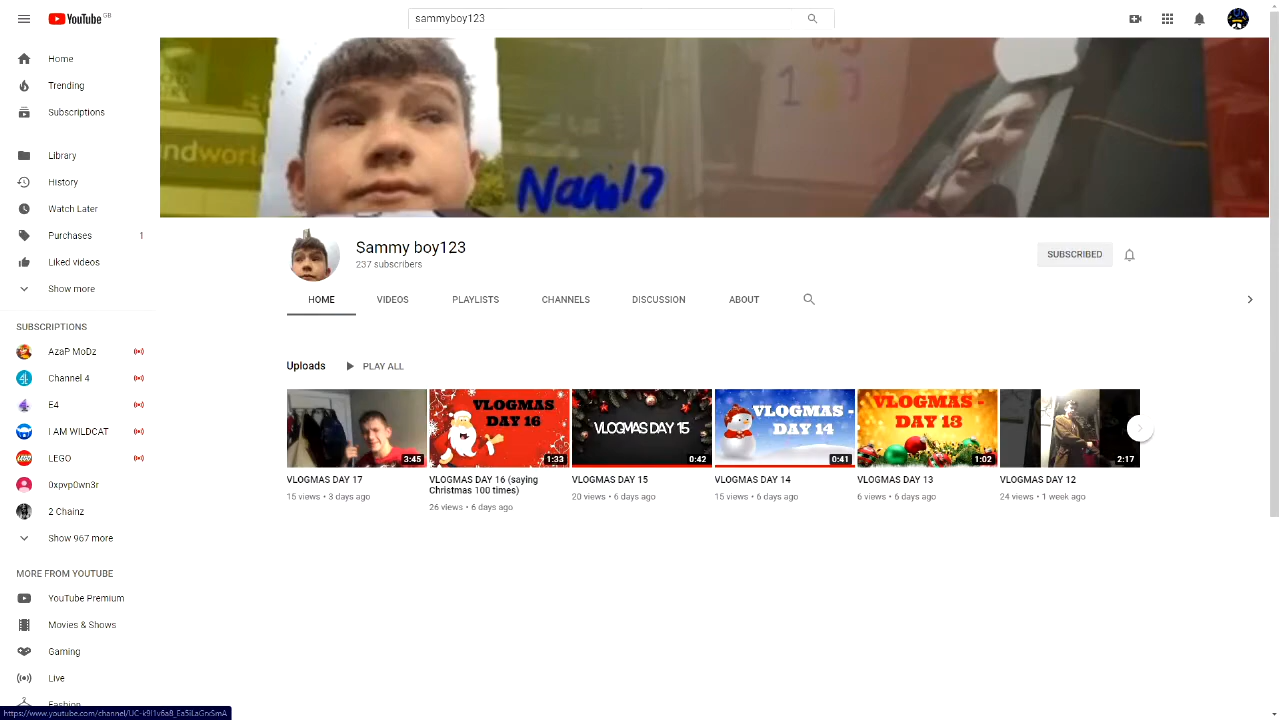 YouTube GB
sammyboy123
Home
Trending
Subscriptions
Library
History
Watch Later
Purchases 1
Liked videos
Show more
SUBSCRIPTIONS
AzaP MoDz
Channel 4
E4
I AM WILDCAT
LEGO
0xpvp0wn3r
2 Chainz
Show 967 more
MORE FROM YOUTUBE
YouTube Premium
Movies & Shows
Gaming
Live
Fashion
Sammy boy123
237 subscribers
SUBSCRIBED
HOME VIDEOS PLAYLISTS CHANNELS DISCUSSION ABOUT
Uploads PLAY ALL
3:45
VLOGMAS DAY 17
15 views • 3 days ago
VLOGMAS
DAY 16
1:33
VLOGMAS DAY 16 (saying
Christmas 100 times)
26 views • 6 days ago
VLOGMAS DAY 15
0:42
VLOGMAS DAY 15
20 views • 6 days ago
VLOGMAS -
DAY 14
0:41
VLOGMAS DAY 14
15 views • 6 days ago
VLOGMAS -
DAY 13
1:02
VLOGMAS DAY 13
6 views • 6 days ago
2:17
VLOGMAS DAY 12
24 views • 1 week ago